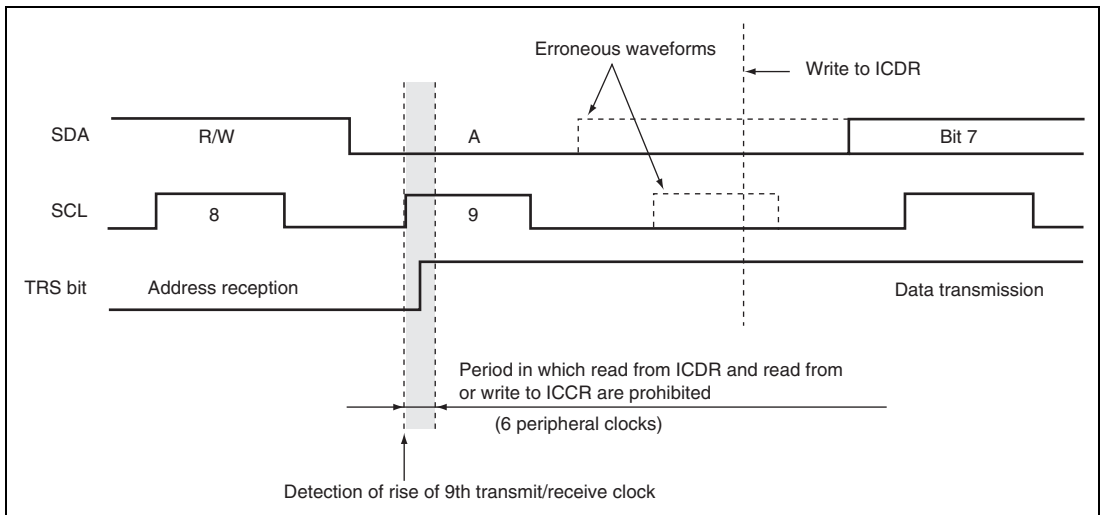 Erroneous waveforms
Write to ICDR
SDA
R/W
A
Bit 7
SCL
8
9
TRS bit
Address reception
Data transmission
Period in which read from ICDR and read from
or write to ICCR are prohibited
(6 peripheral clocks)
Detection of rise of 9th transmit/receive clock